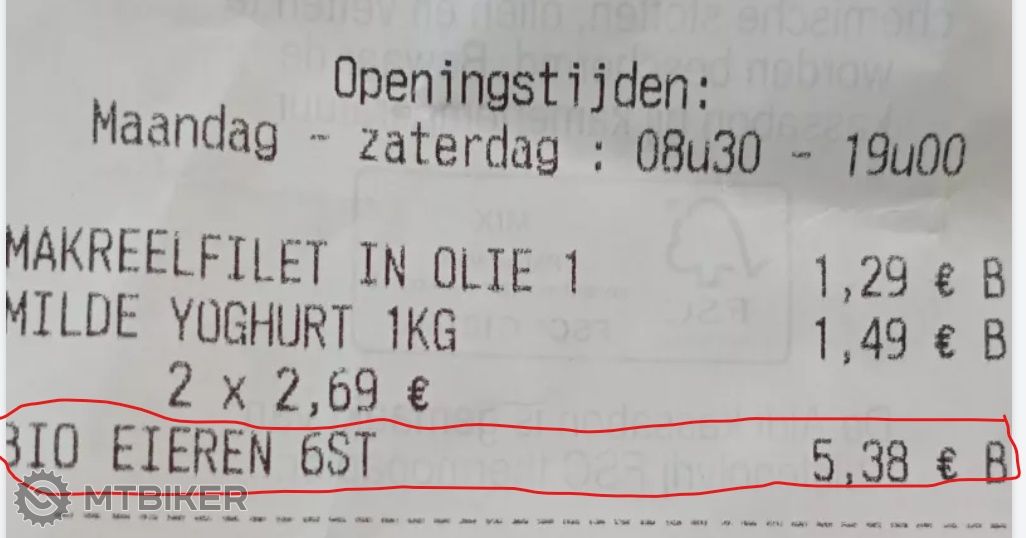 Openingstijden:
Maandag - zaterdag : 08u30 - 19u00
MAKREELFILET IN OLIE 1 1,29 € B
MILDE YOGHURT 1KG 1,49 € B
2 x 2,69 €
BIO EIEREN 6ST 5,38 € B
MTBIKER